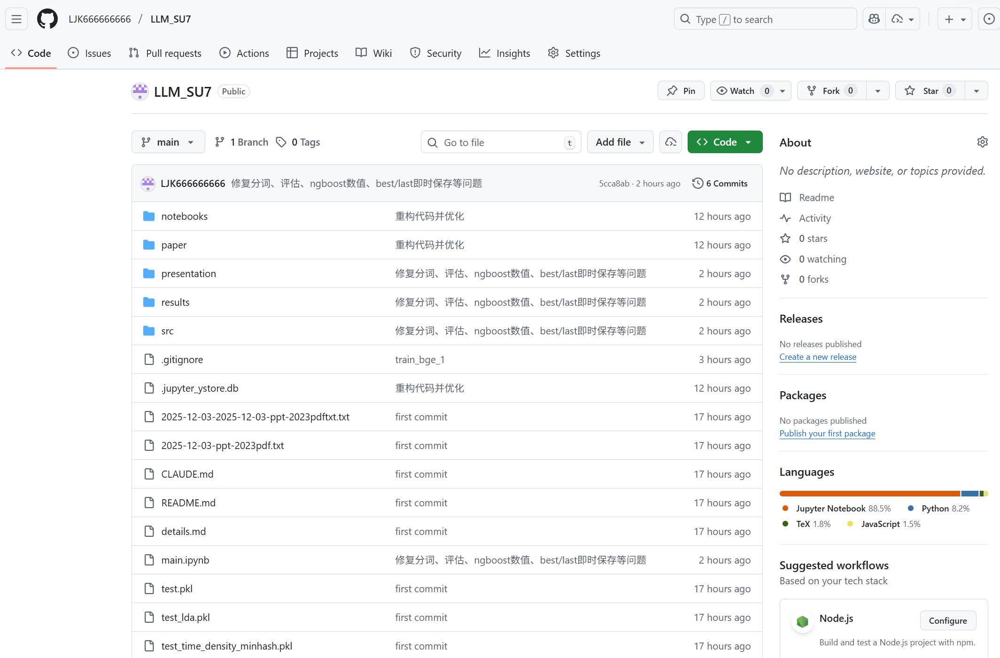 LJK666666666 / LLM_SU7
Type / to search
Code
Issues
Pull requests
Actions
Projects
Wiki
Security
Insights
Settings
LLM_SU7 Public
Pin
Watch 0
Fork 0
Star 0
main
1 Branch
0 Tags
Go to file t
Add file
Code
LJK666666666 修复分词、评估、ngboost数值、best/last即时保存等问题 5cca8ab · 2 hours ago 6 Commits
notebooks 重构代码并优化 12 hours ago
paper 重构代码并优化 12 hours ago
presentation 修复分词、评估、ngboost数值、best/last即时保存等问题 2 hours ago
results 修复分词、评估、ngboost数值、best/last即时保存等问题 2 hours ago
src 修复分词、评估、ngboost数值、best/last即时保存等问题 2 hours ago
.gitignore train_bge_1 3 hours ago
.jupyter_ystore.db 重构代码并优化 12 hours ago
2025-12-03-2025-12-03-ppt-2023pdftxt.txt first commit 17 hours ago
2025-12-03-ppt-2023pdf.txt first commit 17 hours ago
CLAUDE.md first commit 17 hours ago
README.md first commit 17 hours ago
details.md first commit 17 hours ago
main.ipynb 修复分词、评估、ngboost数值、best/last即时保存等问题 2 hours ago
test.pkl first commit 17 hours ago
test_lda.pkl first commit 17 hours ago
test_time_density_minhash.pkl first commit 17 hours ago
About
No description, website, or topics provided.
Readme
Activity
0 stars
0 watching
0 forks
Releases
No releases published
Create a new release
Packages
No packages published
Publish your first package
Languages
Jupyter Notebook 88.5% Python 8.2%
TeX 1.8% JavaScript 1.5%
Suggested workflows
Based on your tech stack
Node.js
Configure
Build and test a Node.js project with npm.